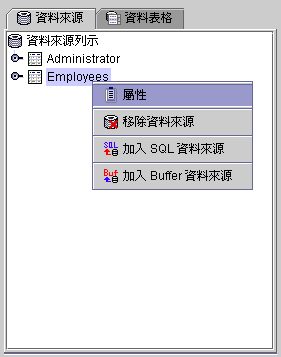 資料來源 資料表格
資料來源列示
Administrator
Employees
屬性
移除資料來源
SQL 加入 SQL 資料來源
Buf 加入 Buffer 資料來源